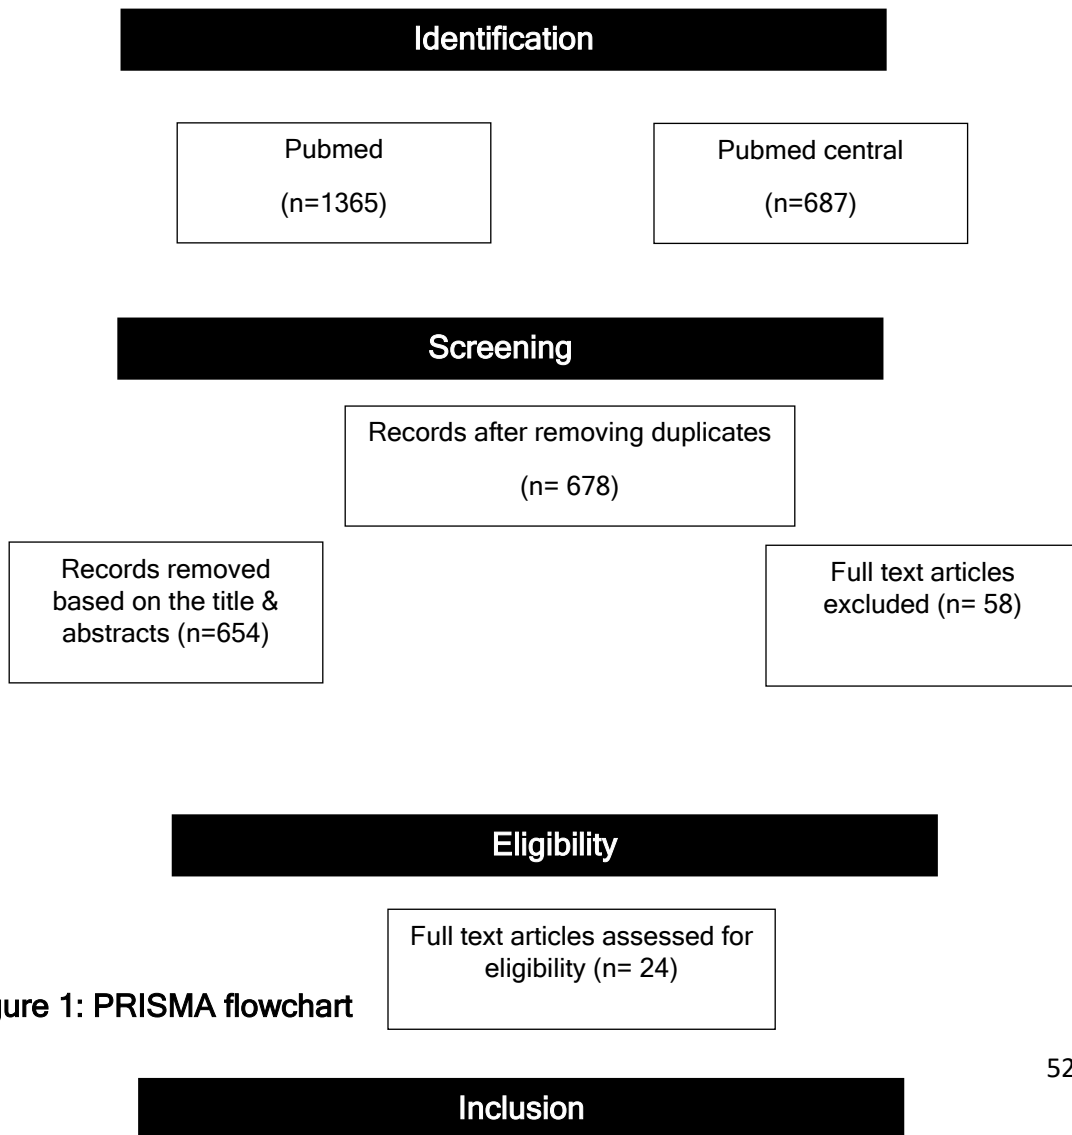 Identification
Pubmed
(n=1365)
Pubmed central
(n=687)
Screening
Records after removing duplicates
(n= 678)
Records removed
based on the title &
abstracts (n=654)
Full text articles
excluded (n= 58)
Eligibility
Full text articles assessed for
eligibility (n= 24)
gure 1: PRISMA flowchart
52
Inclusion